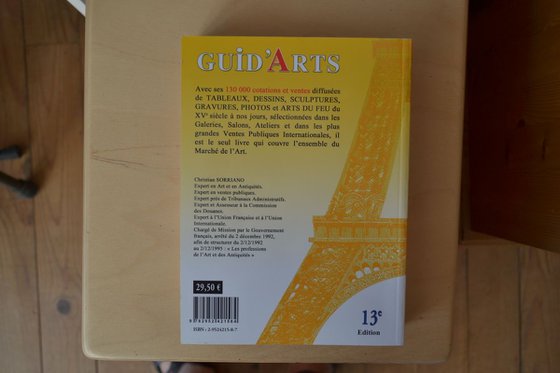 GUID'ARTS
Avec ses 130 000 cotations et ventes diffusées
de TABLEAUX, DESSINS, SCULPTURES,
GRAVURES, PHOTOS et ARTS DU FEU du
XVe siècle à nos jours, sélectionnées dans les
Galeries, Salons, Ateliers et dans les plus
grandes Ventes Publiques Internationales, il
est le seul livre qui couvre l'ensemble du
Marché de l'Art.
Christian SORRIANO
Expert en Art et en Antiquités.
Expert en ventes publiques.
Expert près de Tribunaux Administratifs.
Expert et Assesseur à la Commission
des Douanes.
Expert à l'Union Française et à l'Union
Internationale.
Chargé de Mission par le Gouvernement
français, arrêté du 2 décembre 1992,
afin de structurer du 2/12/1992
au 2/12/1995 : « Les professions
de l'Art et des Antiquités »
29,50 €
ISBN : 2-9524215-8-7
13e
Edition